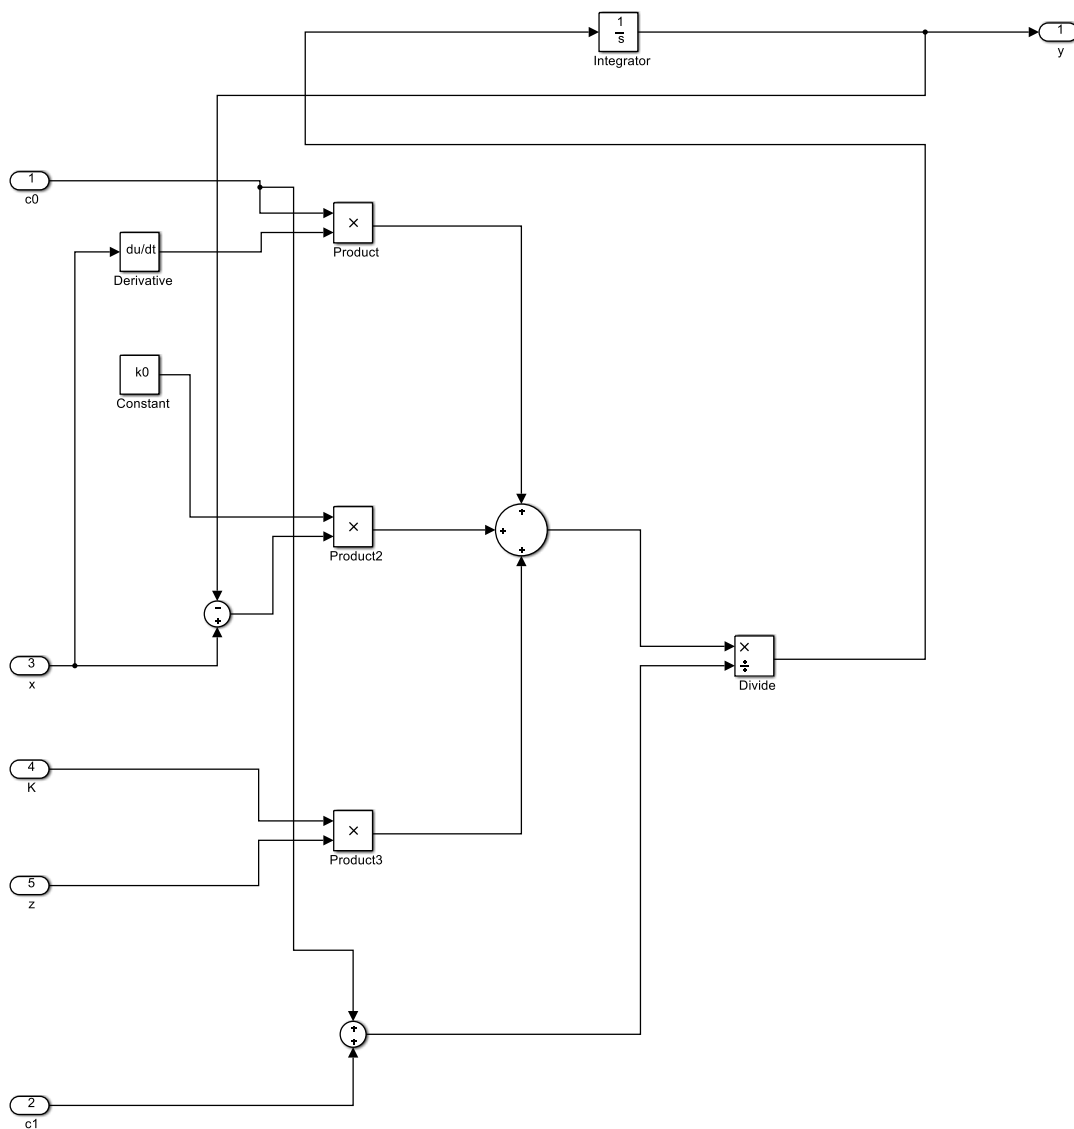 1
s
Integrator
1
y
1
c0
×
Product
du/dt
Derivative
k0
Constant
+
+
+
×
Product2
−
+
3
x
×
÷
Divide
4
K
×
Product3
5
z
+
+
2
c1